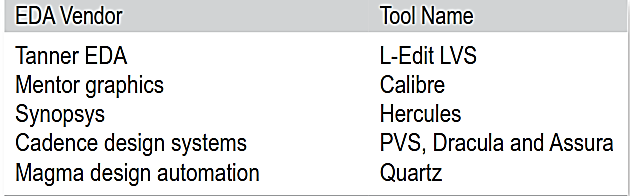 EDA Vendor Tool Name
Tanner EDA L-Edit LVS
Mentor graphics Calibre
Synopsys Hercules
Cadence design systems PVS, Dracula and Assura
Magma design automation Quartz